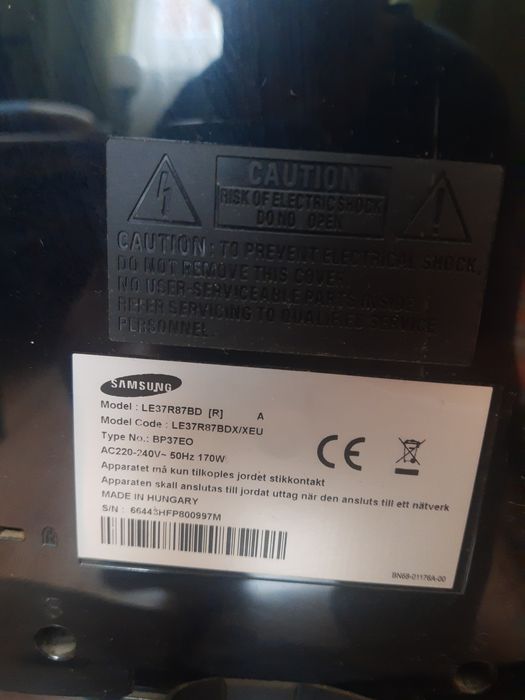 CAUTION
RISK OF ELECTRIC SHOCK
DO NO OPEN
CAUTION: TO PREVENT ELECTRICAL SHOCK,
DO NOT REMOVE THIS COVER.
NO USER-SERVICEABLE PARTS INSIDE.
REFER SERVICING TO QUALIFIED SERVICE
PERSONNEL.
SAMSUNG
Model : LE37R87BD [R] A
Model Code : LE37R87BDX/XEU
Type No.: BP37EO
AC220-240V~ 50Hz 170W
Apparatet må kun tilkoples jordet stikkontakt
Apparaten skall anslutas till jordat uttag när den ansluts till ett nätverk
MADE IN HUNGARY
S/N : 66443HFP800997M
CE
BN68-01176A-00